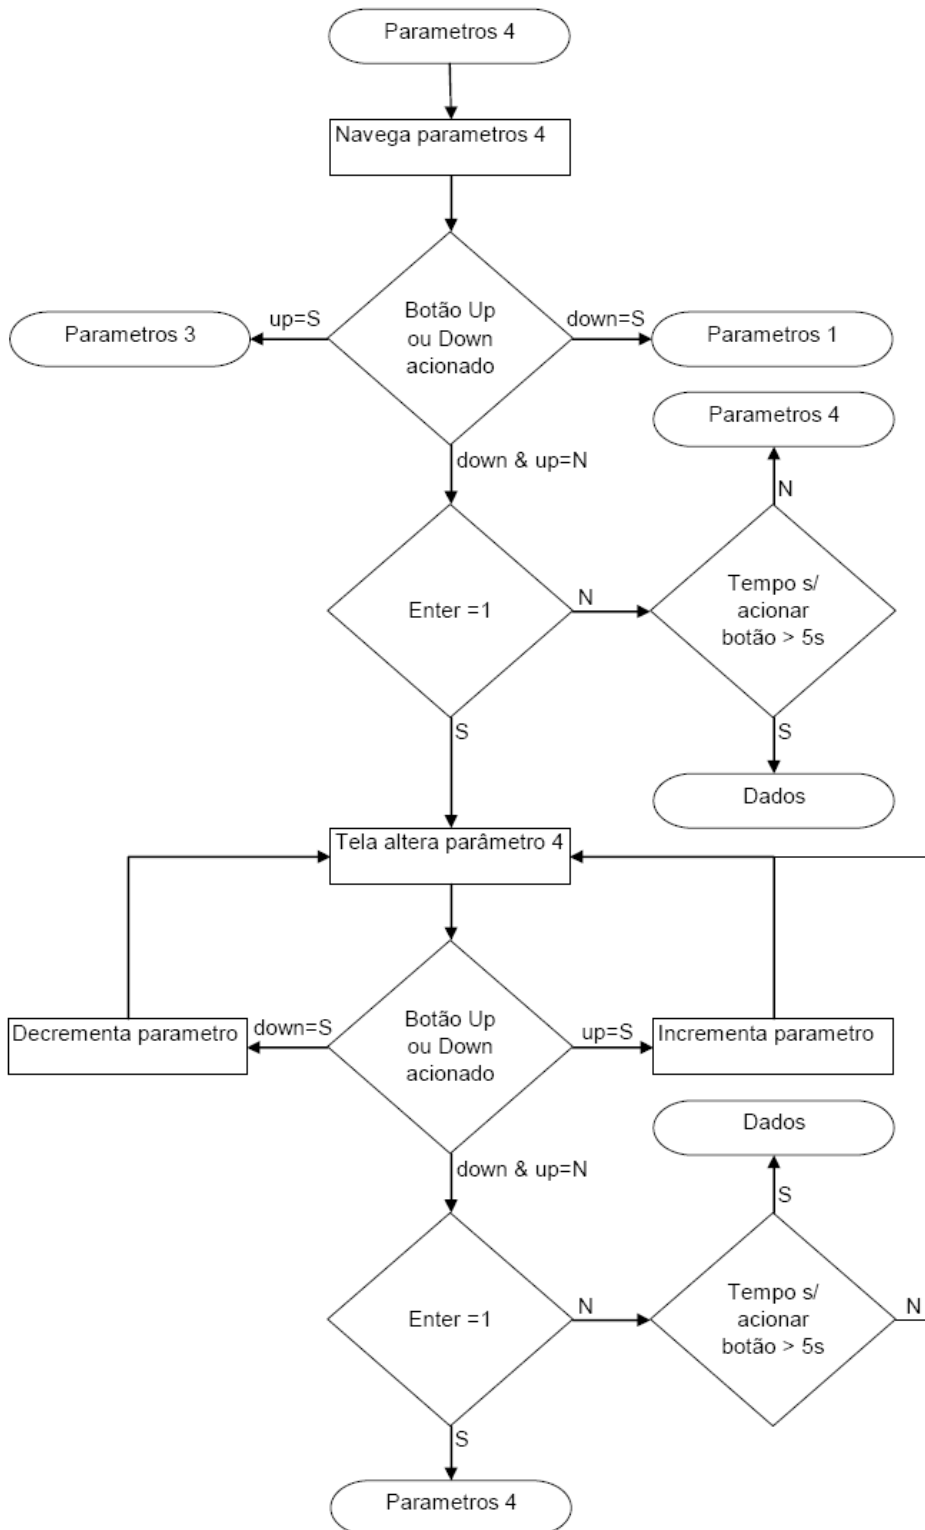 Parametros 4
Navega parametros 4
Botão Up
ou Down
acionado
up=S
down=S
Parametros 3
Parametros 1
Parametros 4
down & up=N
N
Enter =1
N
Tempo s/
acionar
botão > 5s
S
S
Dados
Tela altera parâmetro 4
Decrementa parametro
down=S
Botão Up
ou Down
acionado
up=S
Incrementa parametro
Dados
down & up=N
S
Enter =1
N
Tempo s/
acionar
botão > 5s
N
S
Parametros 4